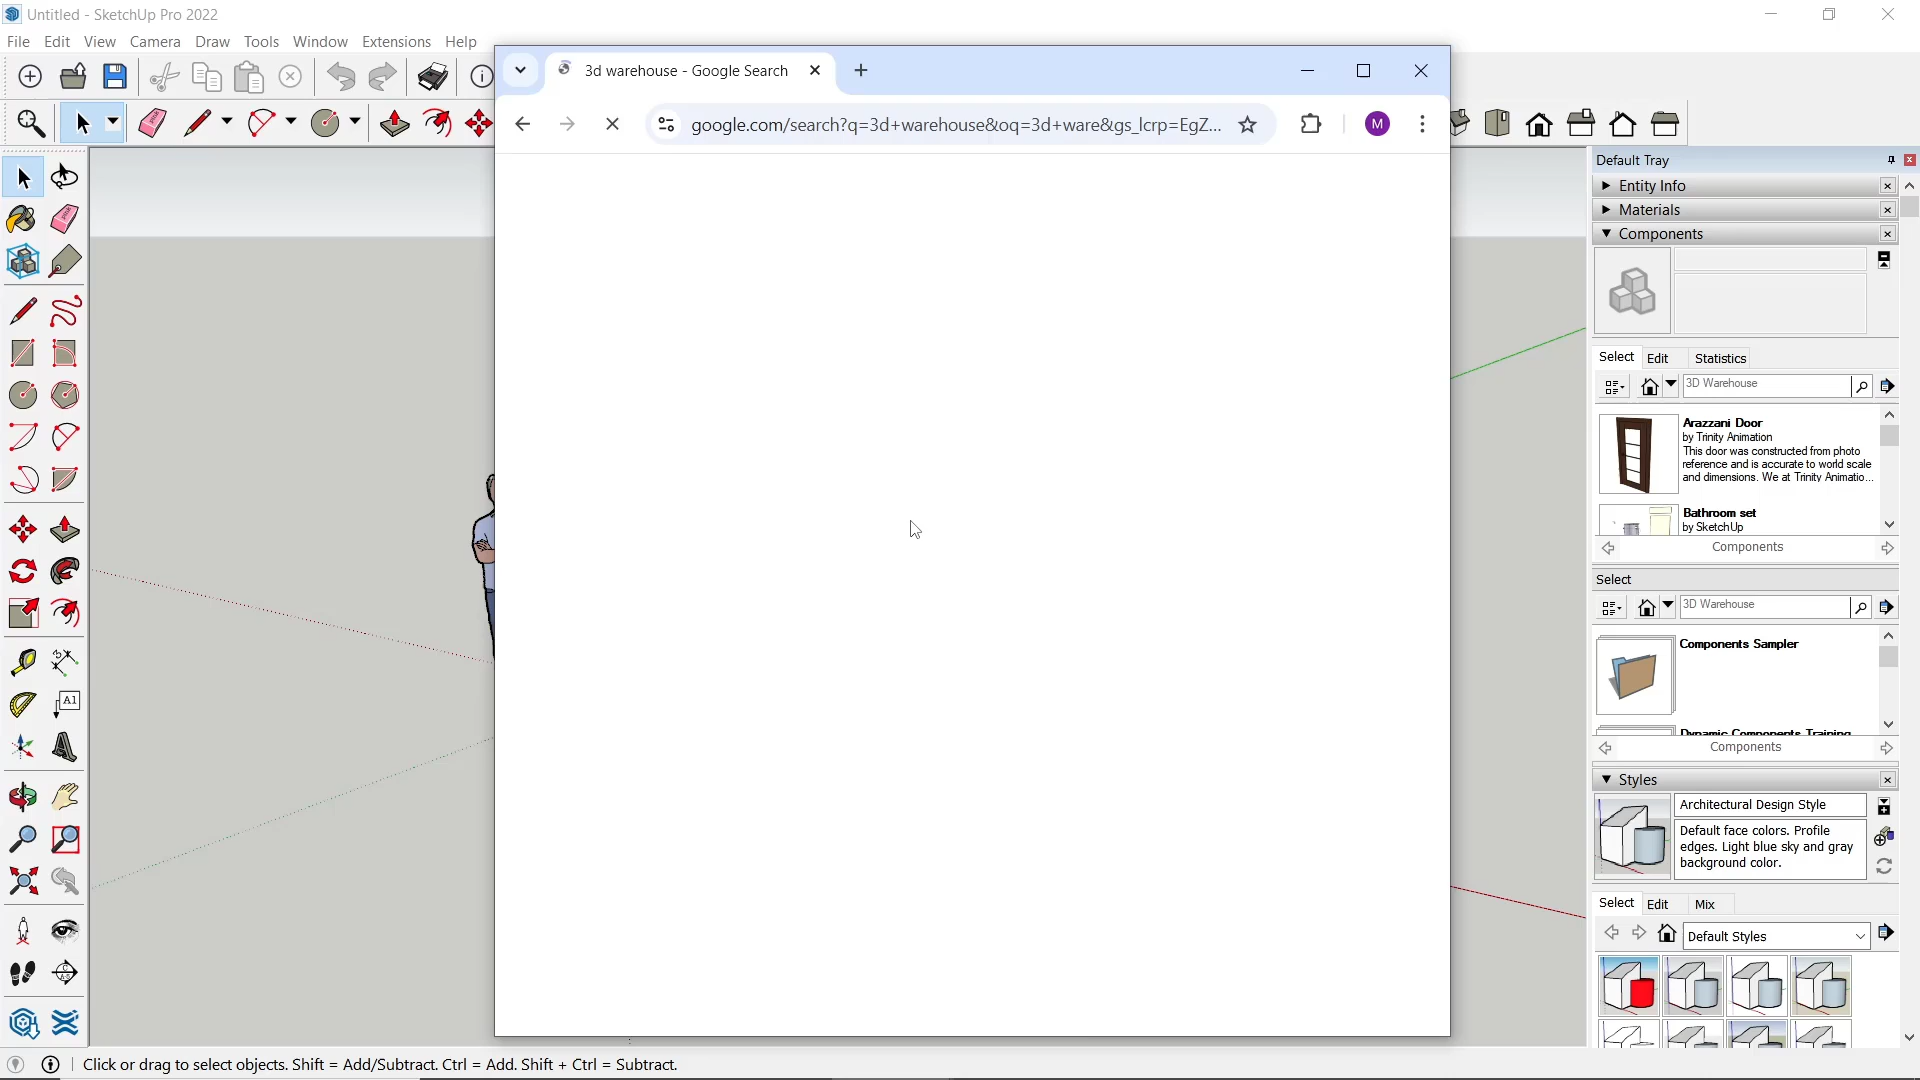 Untitled - SketchUp Pro 2022
File Edit View Camera Draw Tools Window Extensions Help
3d warehouse - Google Search
google.com/search?q=3d+warehouse&oq=3d+ware&gs_lcrp=EgZ...
M
Default Tray
Entity Info
Materials
Components
Select Edit Statistics
3D Warehouse
Arazzani Door
by Trinity Animation
This door was constructed from photo
reference and is accurate to world scale
and dimensions. We at Trinity Animatio...
Bathroom set
by SketchUp
Components
Select
3D Warehouse
Components Sampler
Dynamic Components Training
Components
Styles
Architectural Design Style
Default face colors. Profile
edges. Light blue sky and gray
background color.
Select Edit Mix
Default Styles
A1
Click or drag to select objects. Shift = Add/Subtract. Ctrl = Add. Shift + Ctrl = Subtract.